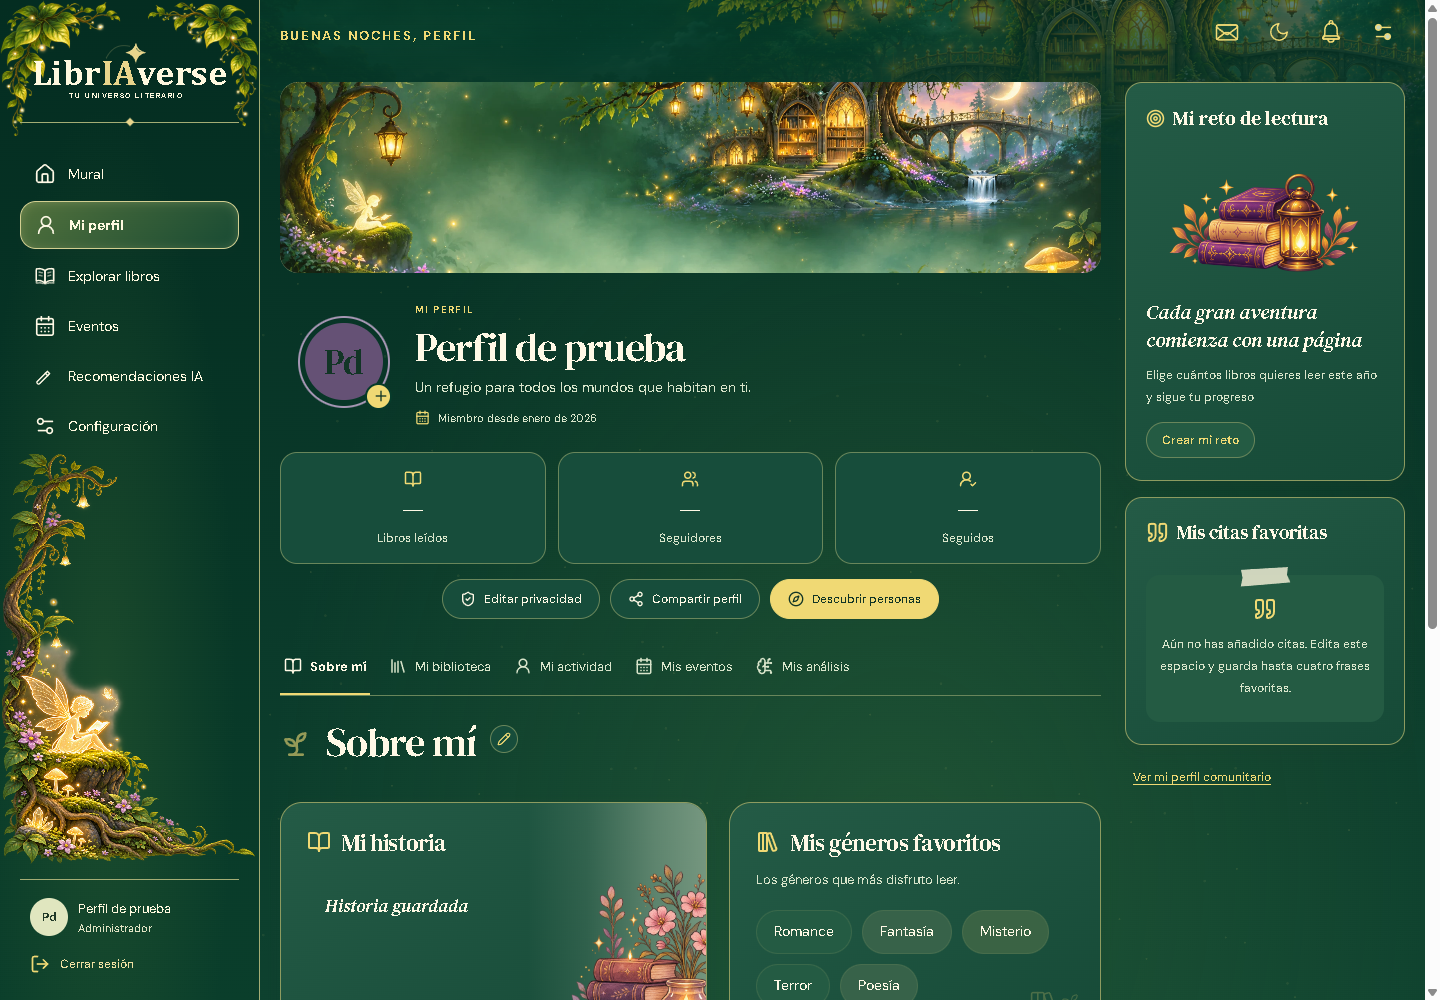 LibrIAverse
TU UNIVERSO LITERARIO
Mural
Mi perfil
Explorar libros
Eventos
Recomendaciones IA
Configuración
Pd
Perfil de prueba
Administrador
Cerrar sesión
BUENAS NOCHES, PERFIL
Pd
MI PERFIL
Perfil de prueba
Un refugio para todos los mundos que habitan en ti.
Miembro desde enero de 2026
—
Libros leídos
—
Seguidores
—
Seguidos
Editar privacidad
Compartir perfil
Descubrir personas
Sobre mí
Mi biblioteca
Mi actividad
Mis eventos
Mis análisis
Sobre mí
Mi historia
Historia guardada
Mis géneros favoritos
Los géneros que más disfruto leer.
Romance
Fantasía
Misterio
Terror
Poesía
Mi reto de lectura
Cada gran aventura
comienza con una página
Elige cuántos libros quieres leer este año
y sigue tu progreso
Crear mi reto
Mis citas favoritas
Aún no has añadido citas. Edita este
espacio y guarda hasta cuatro frases
favoritas.
Ver mi perfil comunitario